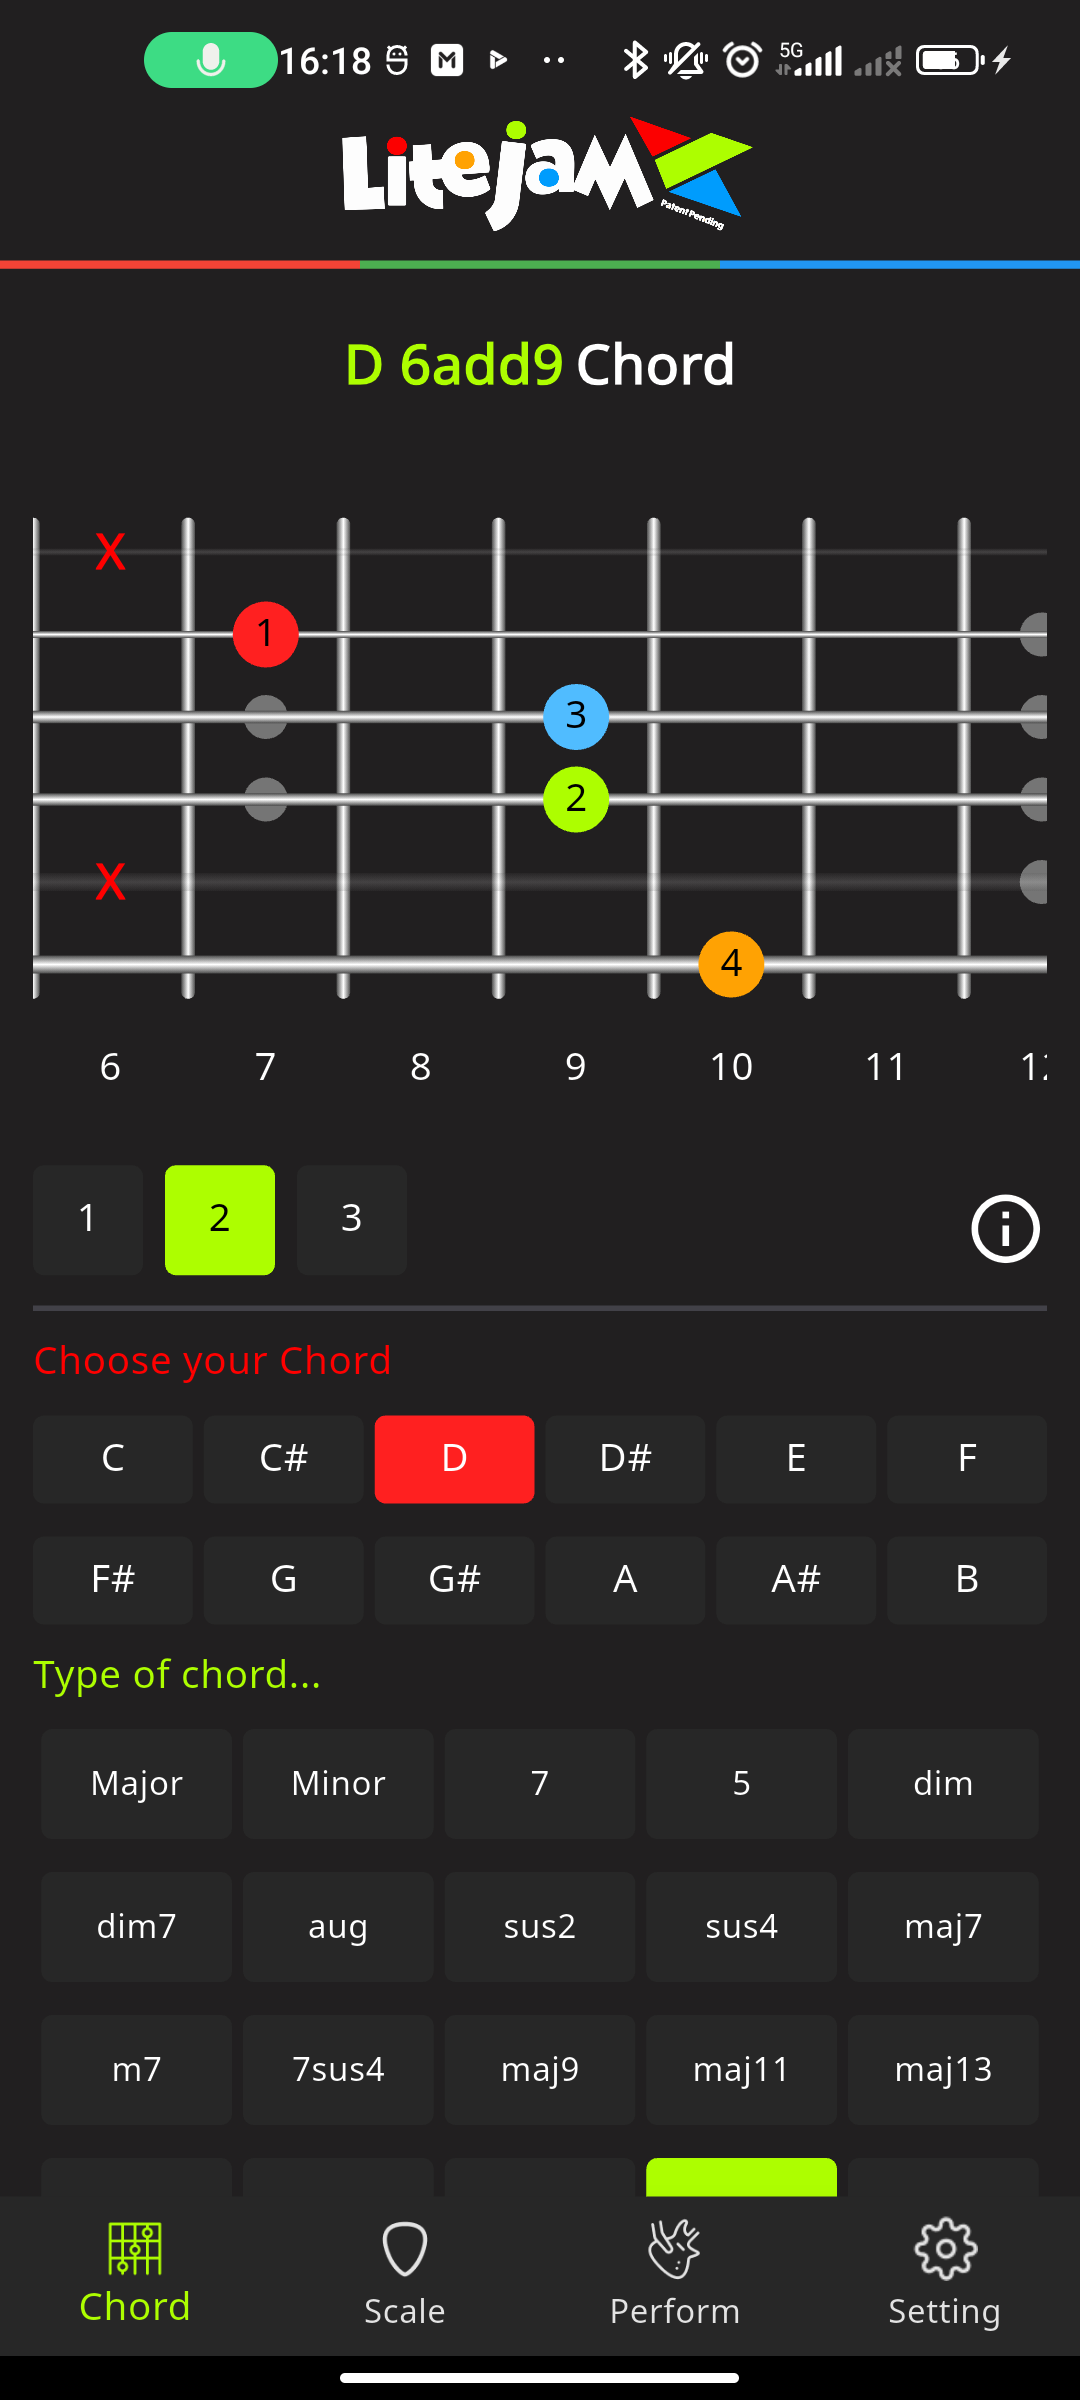 16:18 5G
LiteJam
Patent Pending
D 6add9 Chord
X
1
3
2
X
4
6 7 8 9 10 11 12
1 2 3
Choose your Chord
C C# D D# E F
F# G G# A A# B
Type of chord...
Major Minor 7 5 dim
dim7 aug sus2 sus4 maj7
m7 7sus4 maj9 maj11 maj13
Chord Scale Perform Setting